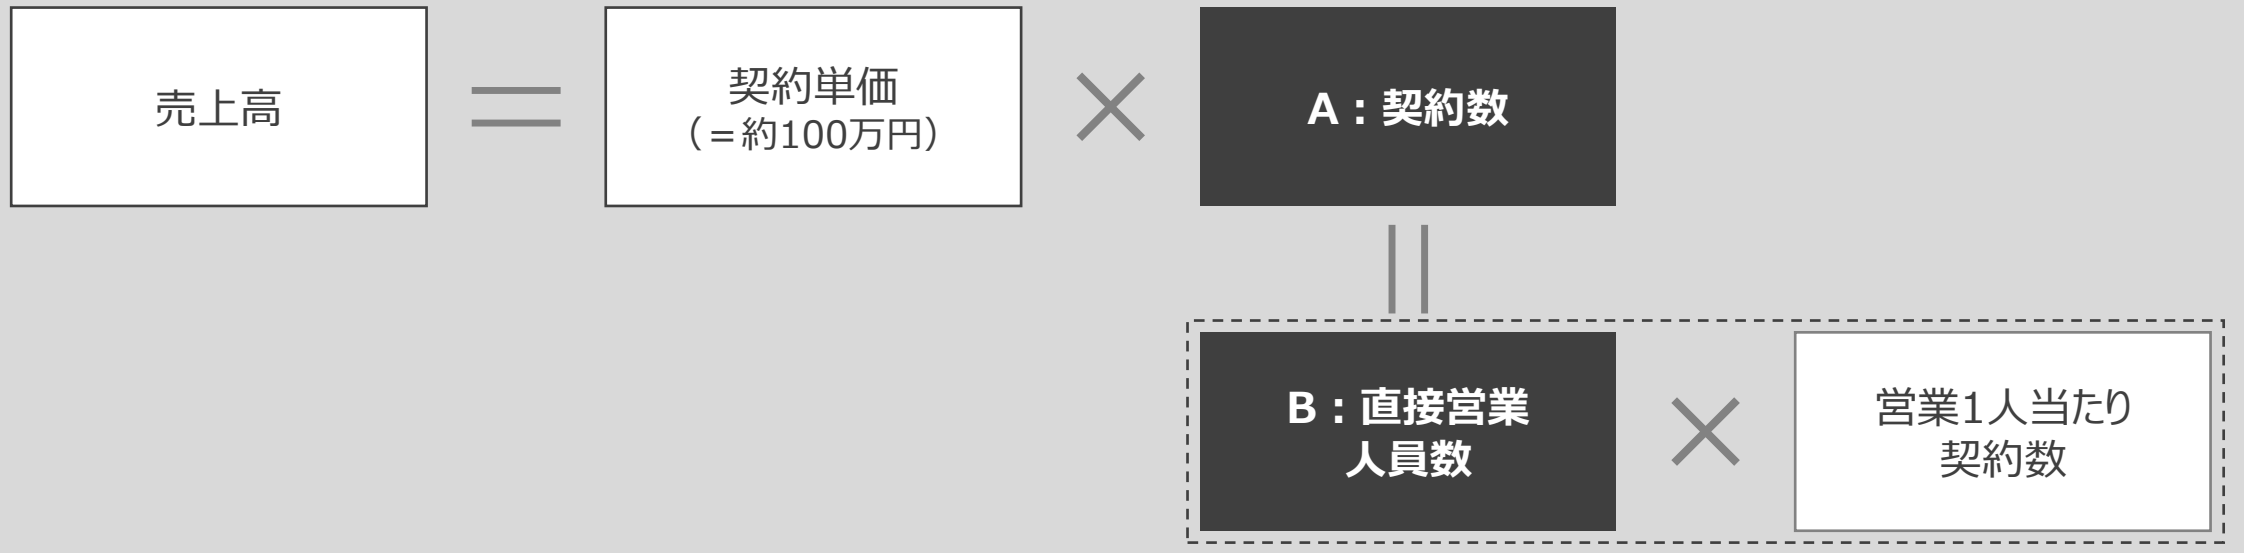 売上高
契約単価
（＝約100万円）
A：契約数
B：直接営業
人員数
営業1人当たり
契約数